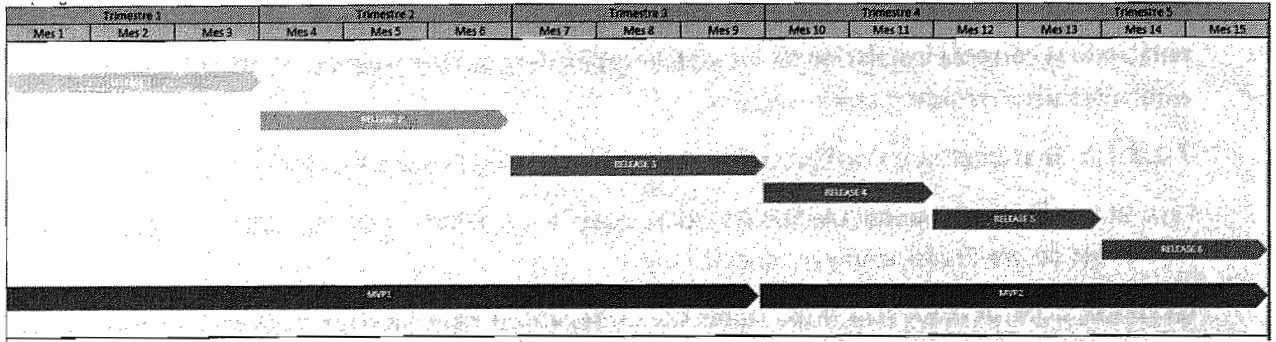 Trimestre 1 Trimestre 2 Trimestre 3 Trimestre 4 Trimestre 5
Mes 1 Mes 2 Mes 3 Mes 4 Mes 5 Mes 6 Mes 7 Mes 8 Mes 9 Mes 10 Mes 11 Mes 12 Mes 13 Mes 14 Mes 15
RELEASE 2
RELEASE 3
RELEASE 4
RELEASE 5
RELEASE 6
MVP1 MVP2